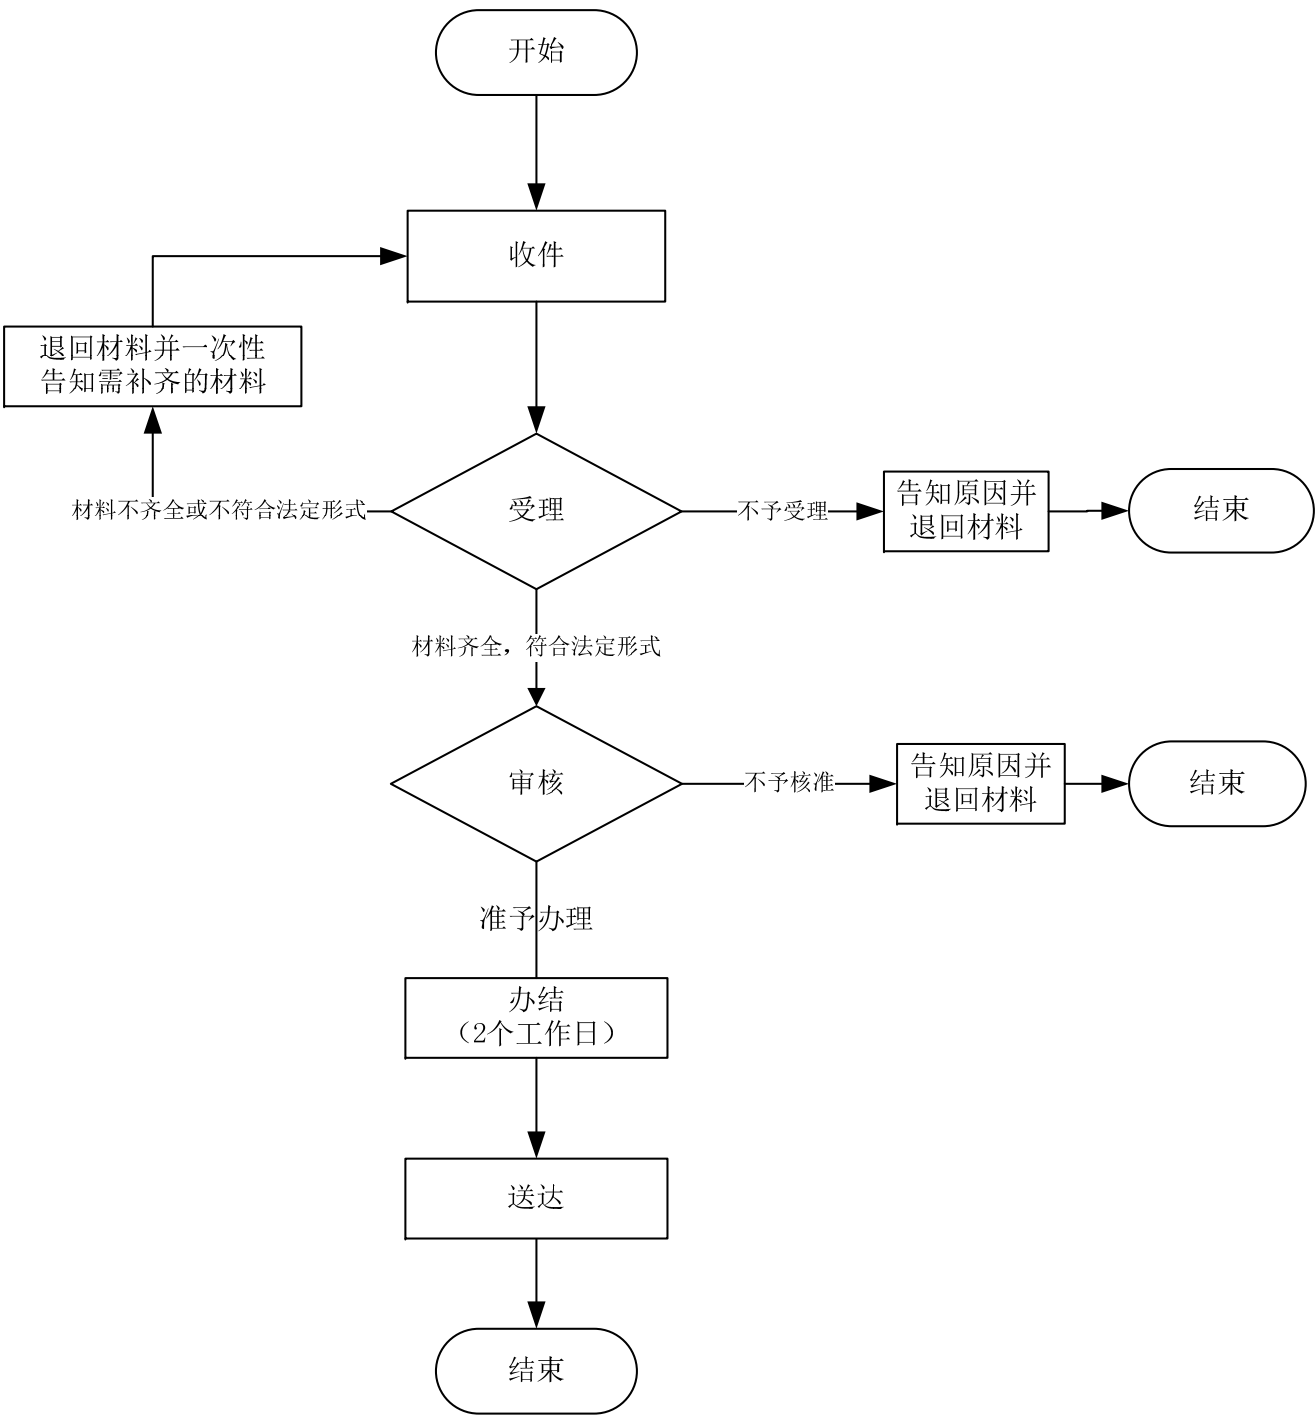 开始
收件
退回材料并一次性
告知需补齐的材料
材料不齐全或不符合法定形式
受理
不予受理
告知原因并
退回材料
结束
材料齐全，符合法定形式
审核
不予核准
告知原因并
退回材料
结束
准予办理
办结
（2个工作日）
送达
结束